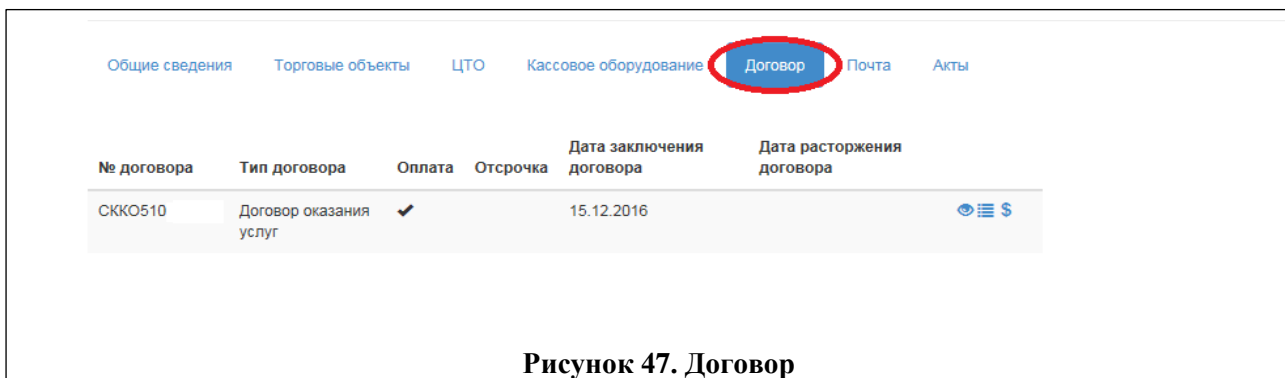 Общие сведения Торговые объекты ЦТО Кассовое оборудование Договор Почта Акты
№ договора Тип договора Оплата Отсрочка Дата заключения договора Дата расторжения договора
СККО510 Договор оказания услуг ✔ 15.12.2016 $
Рисунок 47. Договор